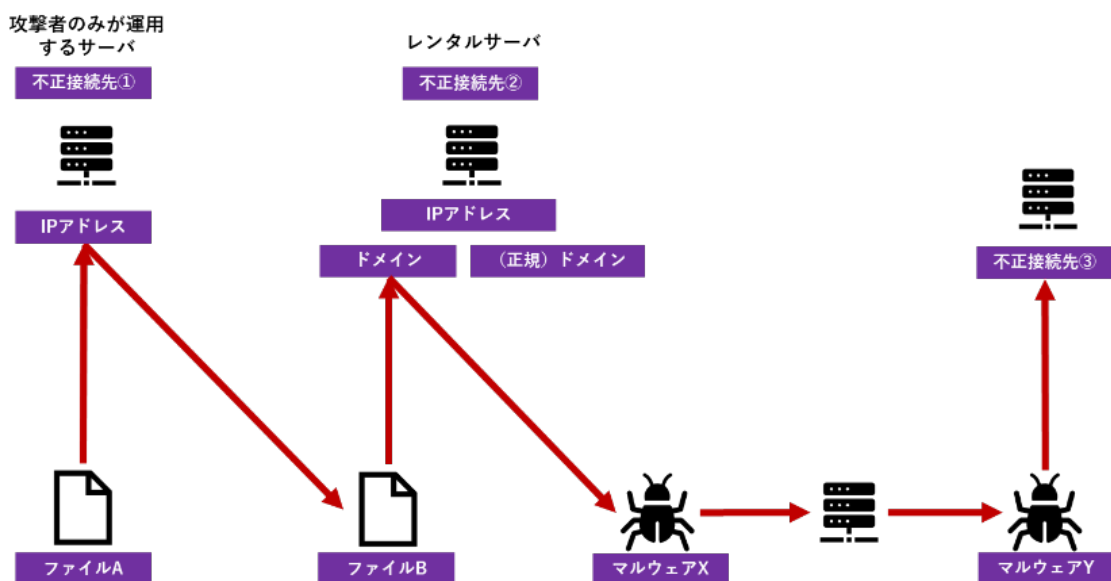 攻撃者のみが運用
するサーバ
レンタルサーバ
不正接続先①
不正接続先②
IPアドレス
IPアドレス
ドメイン
（正規）ドメイン
不正接続先③
ファイルA
ファイルB
マルウェアX
マルウェアY